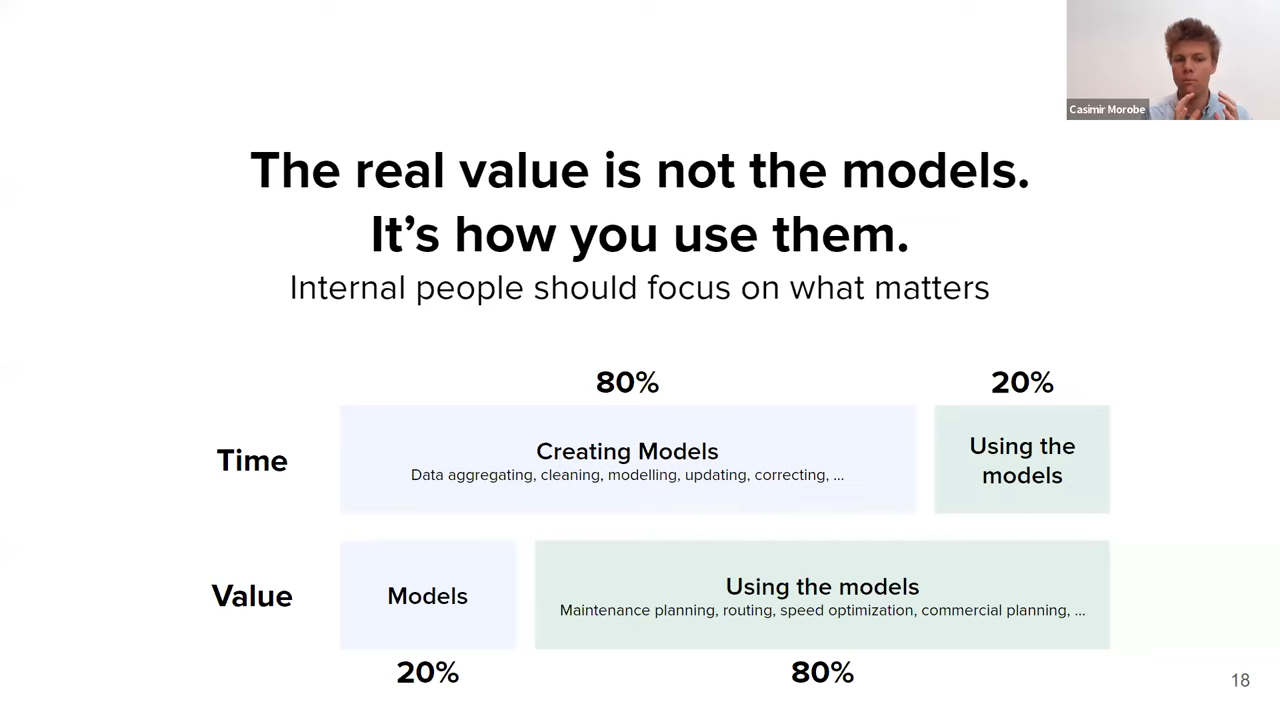 Casimir Morobe
The real value is not the models.
It’s how you use them.
Internal people should focus on what matters
80%
20%
Time
Creating Models
Data aggregating, cleaning, modelling, updating, correcting, ...
Using the
models
Value
Models
Using the models
Maintenance planning, routing, speed optimization, commercial planning, ...
20%
80%
18